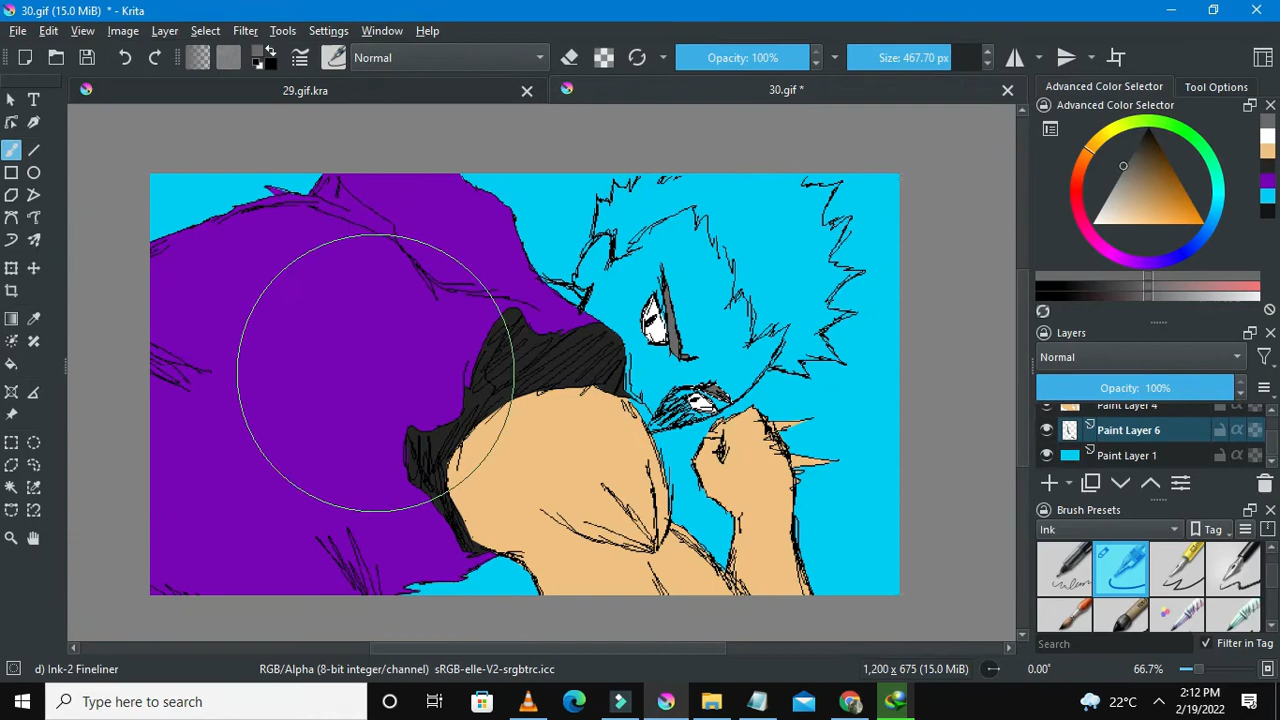 30.gif (15.0 MiB) * - Krita
File Edit View Image Layer Select Filter Tools Settings Window Help
Normal Opacity: 100% Size: 467.70 px
29.gif.kra 30.gif *
Advanced Color Selector Tool Options
Advanced Color Selector
Layers
Normal
Opacity: 100%
Paint Layer 4
Paint Layer 6
Paint Layer 1
Brush Presets
Ink Tag
Search Filter in Tag
d) Ink-2 Fineliner RGB/Alpha (8-bit integer/channel) sRGB-elle-V2-srgbtrc.icc 1,200 x 675 (15.0 MiB) 0.00° 66.7%
Type here to search 22°C 2:12 PM
2/19/2022